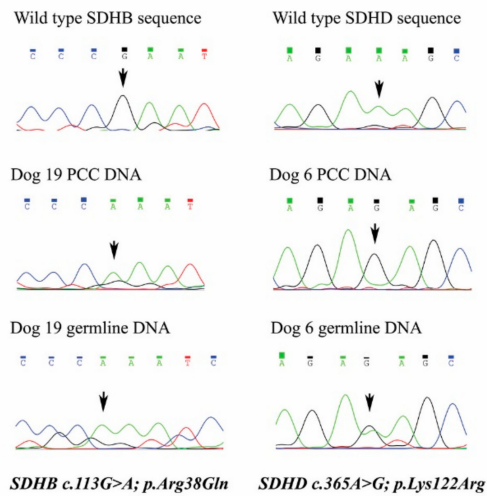 Wild type SDHB sequence
C C C G A A T
Dog 19 PCC DNA
C C C A A A T
Dog 19 germline DNA
C C C A A A T C
SDHB c.113G>A; p.Arg38Gln
Wild type SDHD sequence
A G A A A G C
Dog 6 PCC DNA
A G A G A G C
Dog 6 germline DNA
A G A G A G C
SDHD c.365A>G; p.Lys122Arg